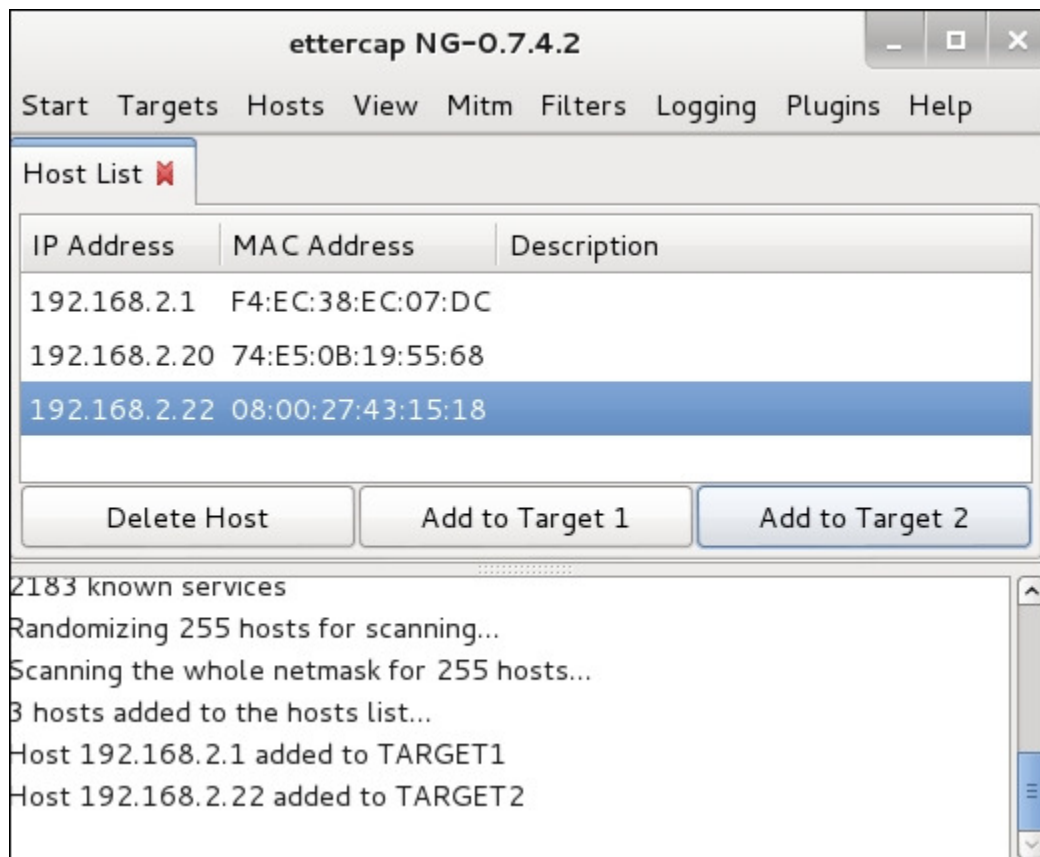 ettercap NG-0.7.4.2
Start Targets Hosts View Mitm Filters Logging Plugins Help
Host List
IP Address MAC Address Description
192.168.2.1 F4:EC:38:EC:07:DC
192.168.2.20 74:E5:0B:19:55:68
192.168.2.22 08:00:27:43:15:18
Delete Host Add to Target 1 Add to Target 2
2183 known services
Randomizing 255 hosts for scanning...
Scanning the whole netmask for 255 hosts...
3 hosts added to the hosts list...
Host 192.168.2.1 added to TARGET1
Host 192.168.2.22 added to TARGET2